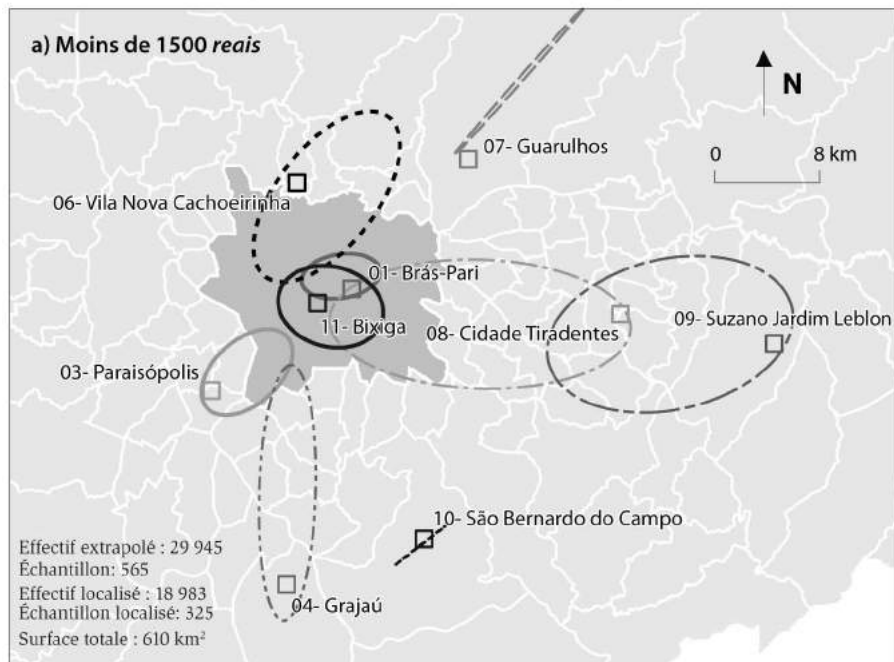 a) Moins de 1500 reais
N
07- Guarulhos
0 8 km
06- Vila Nova Cachoeirinha
01- Brás-Pari
11- Bixiga
08- Cidade Tiradentes
09- Suzano Jardim Leblon
03- Paraisópolis
10- São Bernardo do Campo
Effectif extrapolé : 29 945
Échantillon: 565
Effectif localisé : 18 983
Échantillon localisé: 325
Surface totale : 610 km²
04- Grajaú